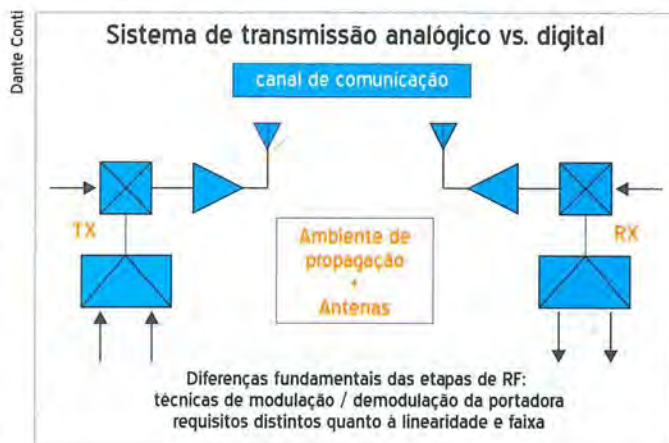 Dante Conti
Sistema de transmissão analógico vs. digital
canal de comunicação
TX
RX
Ambiente de
propagação
+
Antenas
Diferenças fundamentais das etapas de RF:
técnicas de modulação / demodulação da portadora
requisitos distintos quanto à linearidade e faixa